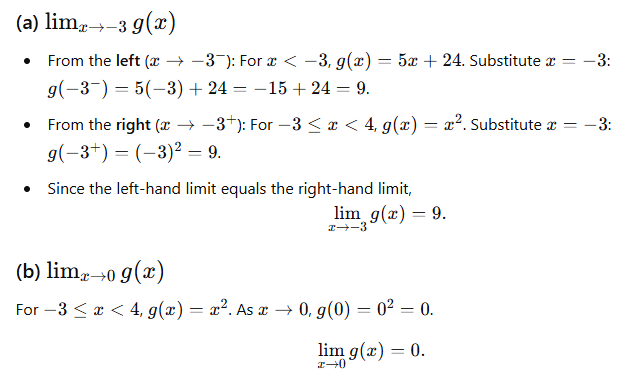 (a) lim_{x→−3} g(x)
• From the left (x → −3⁻): For x < −3, g(x) = 5x + 24. Substitute x = −3:
g(−3⁻) = 5(−3) + 24 = −15 + 24 = 9.
• From the right (x → −3⁺): For −3 ≤ x < 4, g(x) = x². Substitute x = −3:
g(−3⁺) = (−3)² = 9.
• Since the left-hand limit equals the right-hand limit,
lim_{x→−3} g(x) = 9.
(b) lim_{x→0} g(x)
For −3 ≤ x < 4, g(x) = x². As x → 0, g(0) = 0² = 0.
lim_{x→0} g(x) = 0.